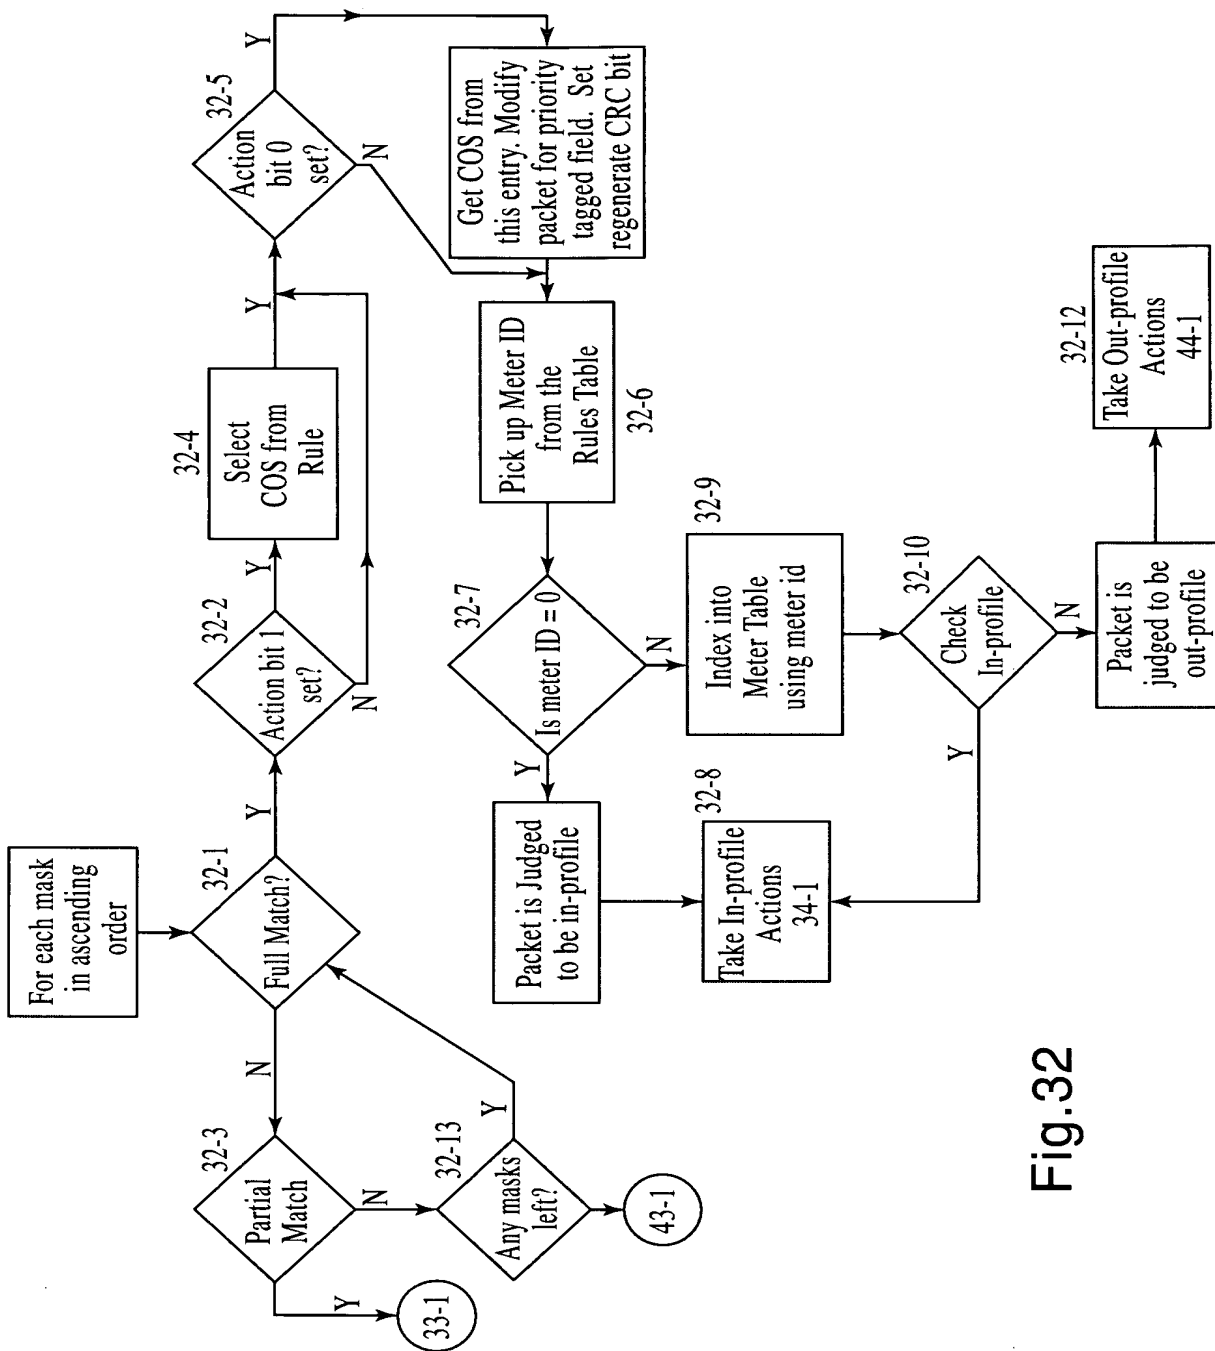 For each mask
in ascending
order
32-1
Full Match?
Y
N
32-2
Action bit 1
set?
Y
N
32-4
Select
COS from
Rule
Y
32-5
Action
bit 0
set?
Y
N
Get COS from
this entry. Modify
packet for priority
tagged field. Set
regenerate CRC bit
32-3
Partial
Match
Y
N
33-1
32-13
Any masks
left?
Y
43-1
Pick up Meter ID
from the
Rules Table
32-6
32-7
Is meter ID = 0
Y
N
Packet is Judged
to be in-profile
32-8
Take In-profile
Actions
34-1
32-9
Index into
Meter Table
using meter id
32-10
Check
In-profile
Y
N
Packet is
judged to be
out-profile
32-12
Take Out-profile
Actions
44-1
Fig.32